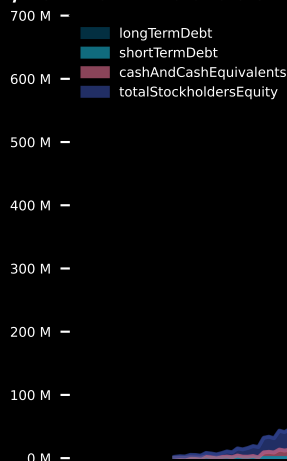 700 M
longTermDebt
shortTermDebt
600 M
cashAndCashEquivalents
totalStockholdersEquity
500 M
400 M
300 M
200 M
100 M
0 M